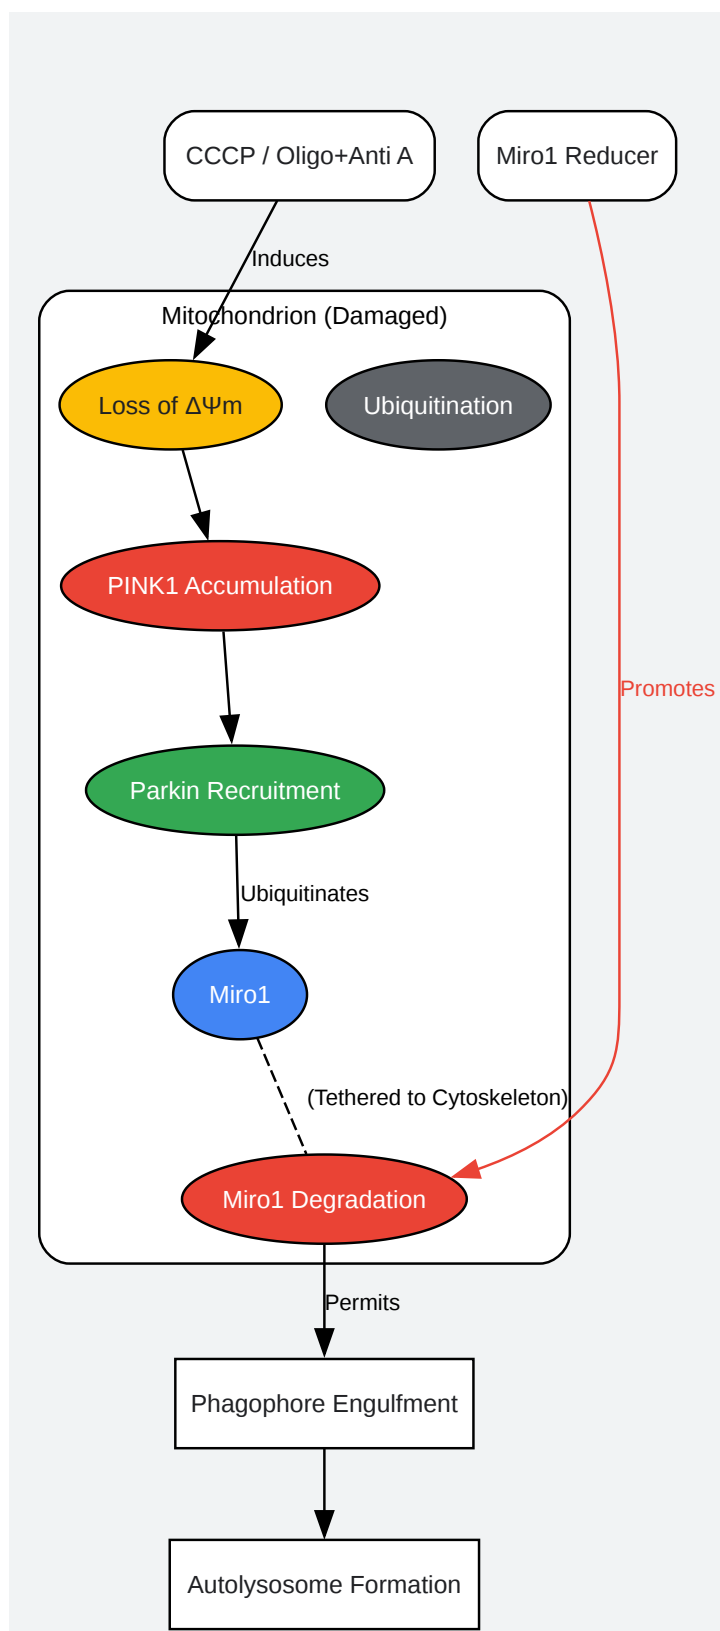 CCCP / Oligo+Anti A
Miro1 Reducer
Induces
Mitochondrion (Damaged)
Loss of ΔΨm
Ubiquitination
PINK1 Accumulation
Promotes
Parkin Recruitment
Ubiquitinates
Miro1
(Tethered to Cytoskeleton)
Miro1 Degradation
Permits
Phagophore Engulfment
Autolysosome Formation